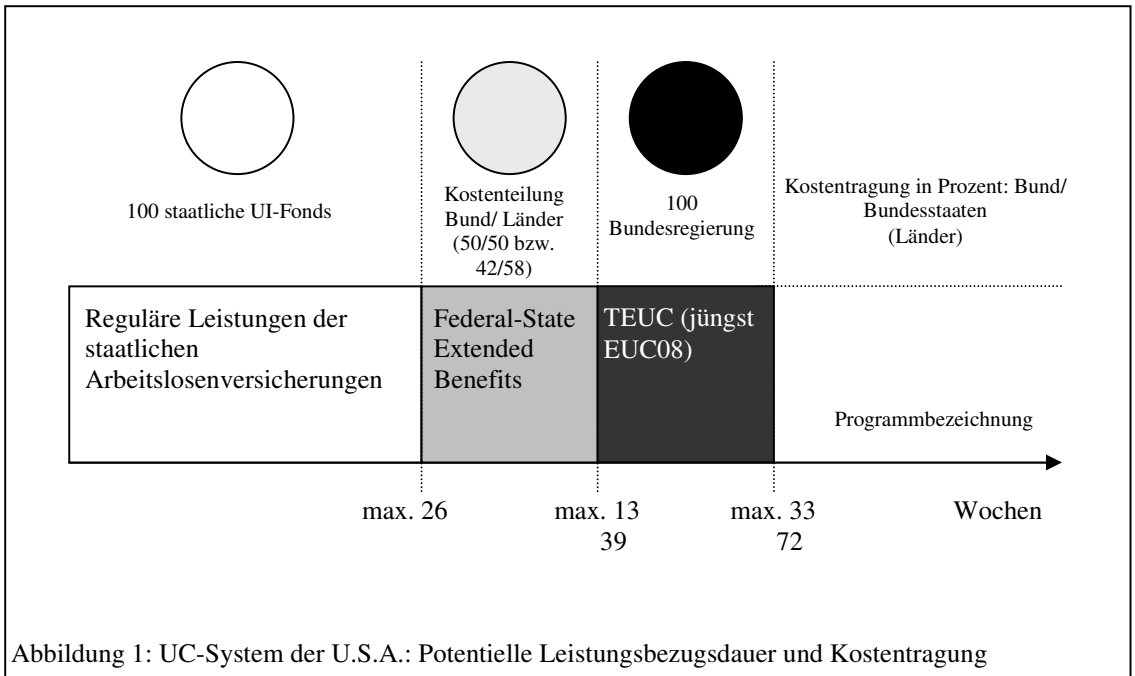 100 staatliche UI-Fonds
Kostenteilung
Bund/ Länder
(50/50 bzw.
42/58)
100
Bundesregierung
Kostentragung in Prozent: Bund/
Bundesstaaten
(Länder)
Reguläre Leistungen der
staatlichen
Arbeitslosenversicherungen
Federal-State
Extended
Benefits
TEUC (jüngst
EUC08)
Programmbezeichnung
max. 26
max. 13
39
max. 33
72
Wochen
Abbildung 1: UC-System der U.S.A.: Potentielle Leistungsbezugsdauer und Kostentragung